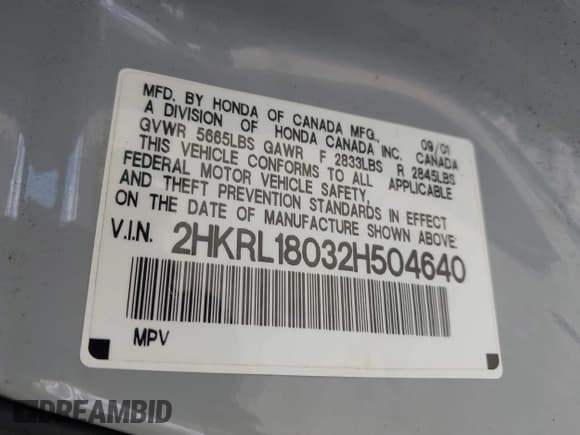 MFD. BY HONDA OF CANADA MFG., 09/01
A DIVISION OF HONDA CANADA INC. CANADA
GVWR 5665LBS GAWR F 2833LBS R 2845LBS
THIS VEHICLE CONFORMS TO ALL APPLICABLE
FEDERAL MOTOR VEHICLE SAFETY,
AND THEFT PREVENTION STANDARDS IN EFFECT
ON THE DATE OF MANUFACTURE SHOWN ABOVE.
V.I.N. 2HKRL18032H504640
MPV
DREAMBID